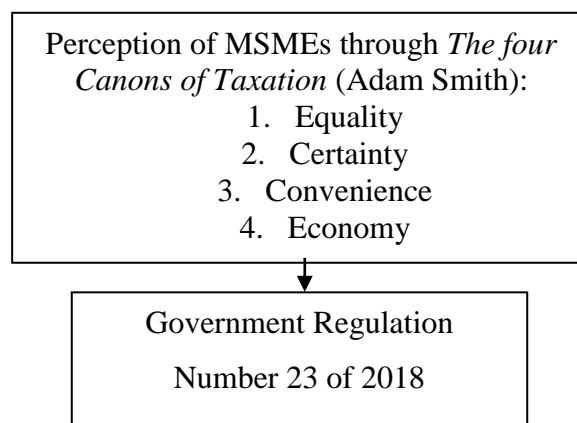 Perception of MSMEs through The four
Canons of Taxation (Adam Smith):
1. Equality
2. Certainty
3. Convenience
4. Economy
Government Regulation
Number 23 of 2018